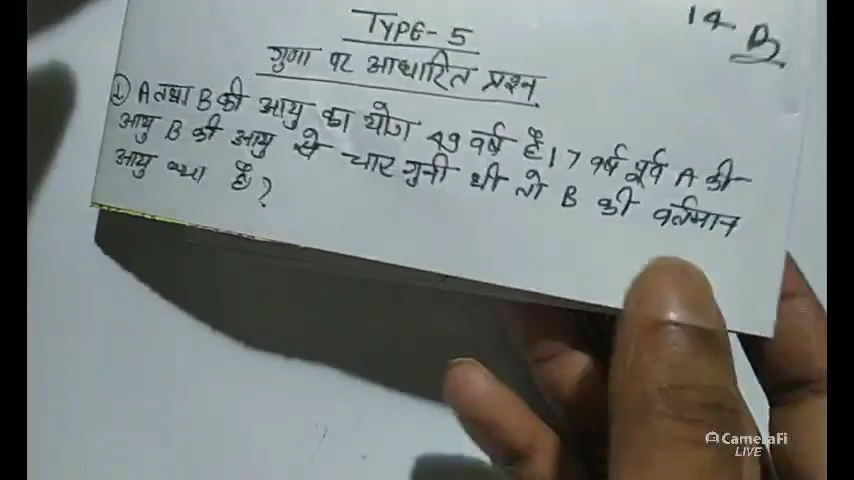 TYPE-5
14 B
गुणा पर आधारित प्रश्न
① A तथा B की आयु का योग 49 वर्ष है। 7 वर्ष पूर्व A की
आयु B की आयु से चार गुनी थी तो B की वर्तमान
आयु क्या है?
CameraFi
LIVE